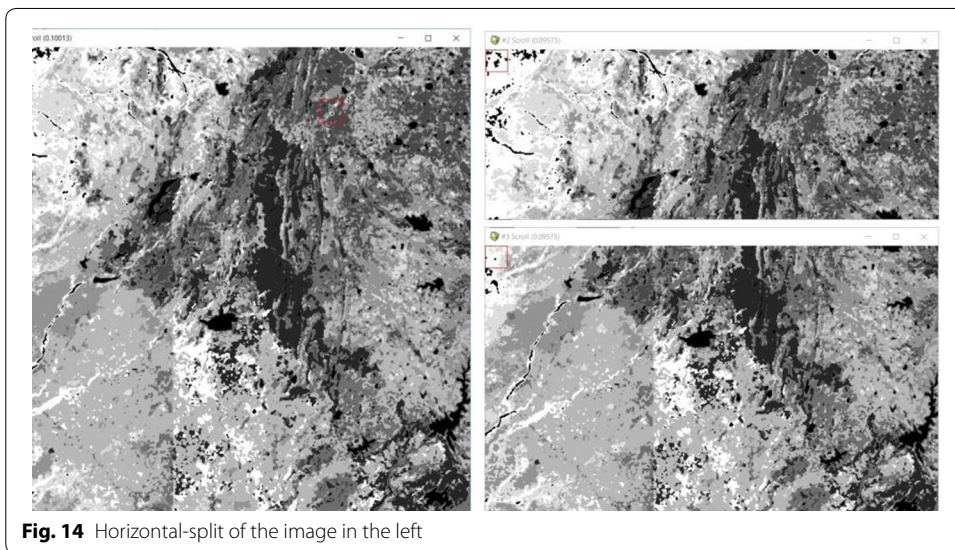 oll (0.10013)
#2 Scroll (0.09575)
#3 Scroll (0.09575)
Fig. 14 Horizontal-split of the image in the left